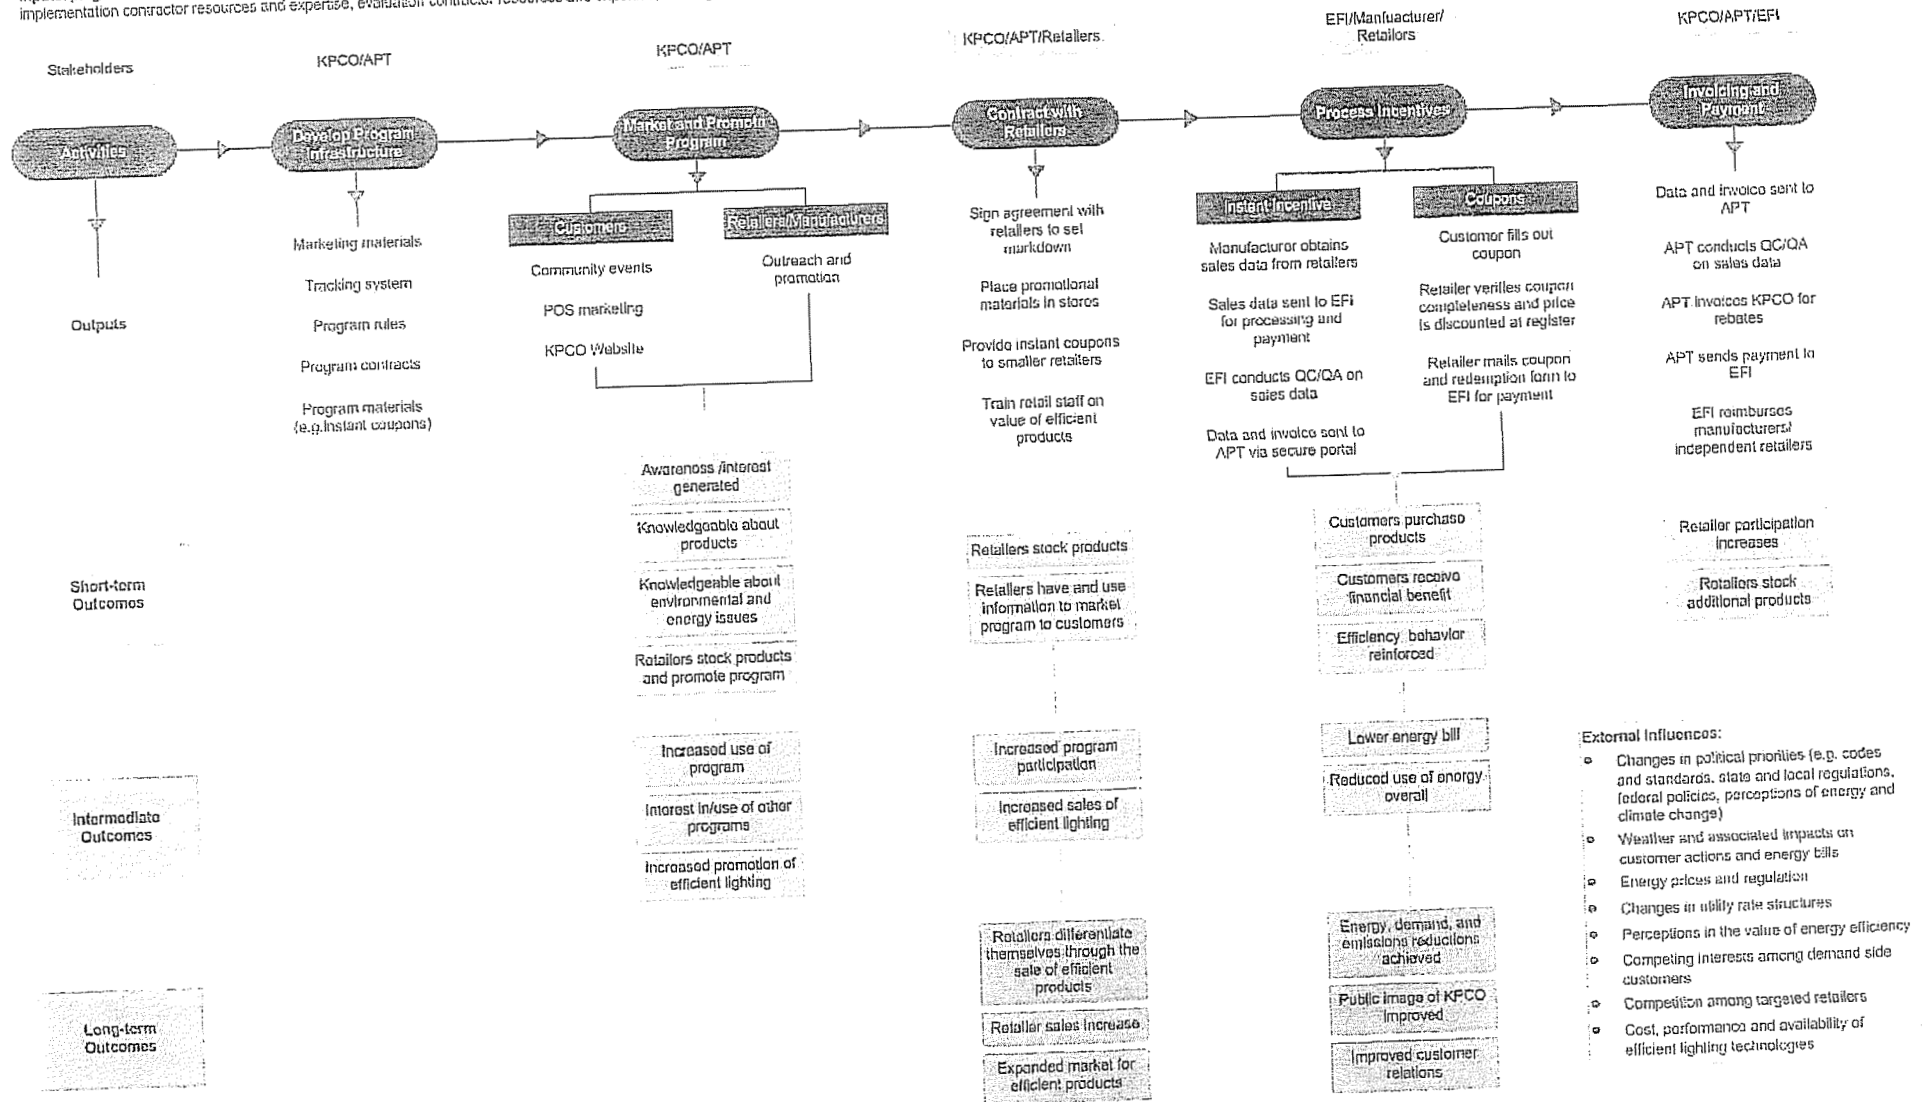 implementation contractor resources and expertise, evaluation contractor resources and
Stakeholders
KPCO/APT
KPCO/APT
KPCO/APT/Retailers
EFI/Manfuacturer/
Retailors
KPCO/APT/EFI
Activities
Develop Program
Infrastructure
Market and Promote
Program
Contract with
Retailers
Process Incentives
Invoicing and
Payment
Outputs
Marketing materials
Tracking system
Program rules
Program contracts
Program materials
(e.g.Instant coupons)
Customers
Community events
POS marketing
KPCO Website
Retailers/Manufacturers
Outreach and
promotion
Sign agreement with
retailers to set
markdown
Place promotional
materials in stores
Provide instant coupons
to smaller retailers
Train retail staff on
value of efficient
products
Instant Incentive
Manufacturer obtains
sales data from retailers
Sales data sent to EFI
for processing and
payment
EFI conducts QC/QA on
sales data
Data and invoice sent to
APT via secure portal
Coupons
Customer fills out
coupon
Retailer verifies coupon
completeness and price
is discounted at register
Retailer mails coupon
and redemption form to
EFI for payment
Data and invoice sent to
APT
APT conducts QC/QA
on sales data
APT invoices KPCO for
rebates
APT sends payment to
EFI
EFI reimburses
manufacturers/
independent retailers
Short-term
Outcomes
Awareness /interest
generated
Knowledgeable about
products
Knowledgeable about
environmental and
energy issues
Retailors stock products
and promote program
Retailers stock products
Retailers have and use
information to market
program to customers
Customers purchase
products
Customers receive
financial benefit
Efficiency behavior
reinforced
Retailer participation
increases
Retailers stock
additional products
Intermediate
Outcomes
Increased use of
program
Interest in/use of other
programs
Increased promotion of
efficient lighting
Increased program
participation
Increased sales of
efficient lighting
Lower energy bill
Reduced use of energy
overall
Long-term
Outcomes
Retailors differentiate
themselves through the
sale of efficient
products
Retailer sales increase
Expanded market for
efficient products
Energy, demand, and
emissions reductions
achieved
Public image of KPCO
improved
Improved customer
relations
External Influences:
Changes in political priorities (e.g. codes
and standards, state and local regulations,
federal policies, perceptions of energy and
climate change)
Weather and associated impacts on
customer actions and energy bills
Energy prices and regulation
Changes in utility rate structures
Perceptions in the value of energy efficiency
Competing interests among demand side
customers
Competition among targeted retailers
Cost, performance and availability of
efficient lighting technologies